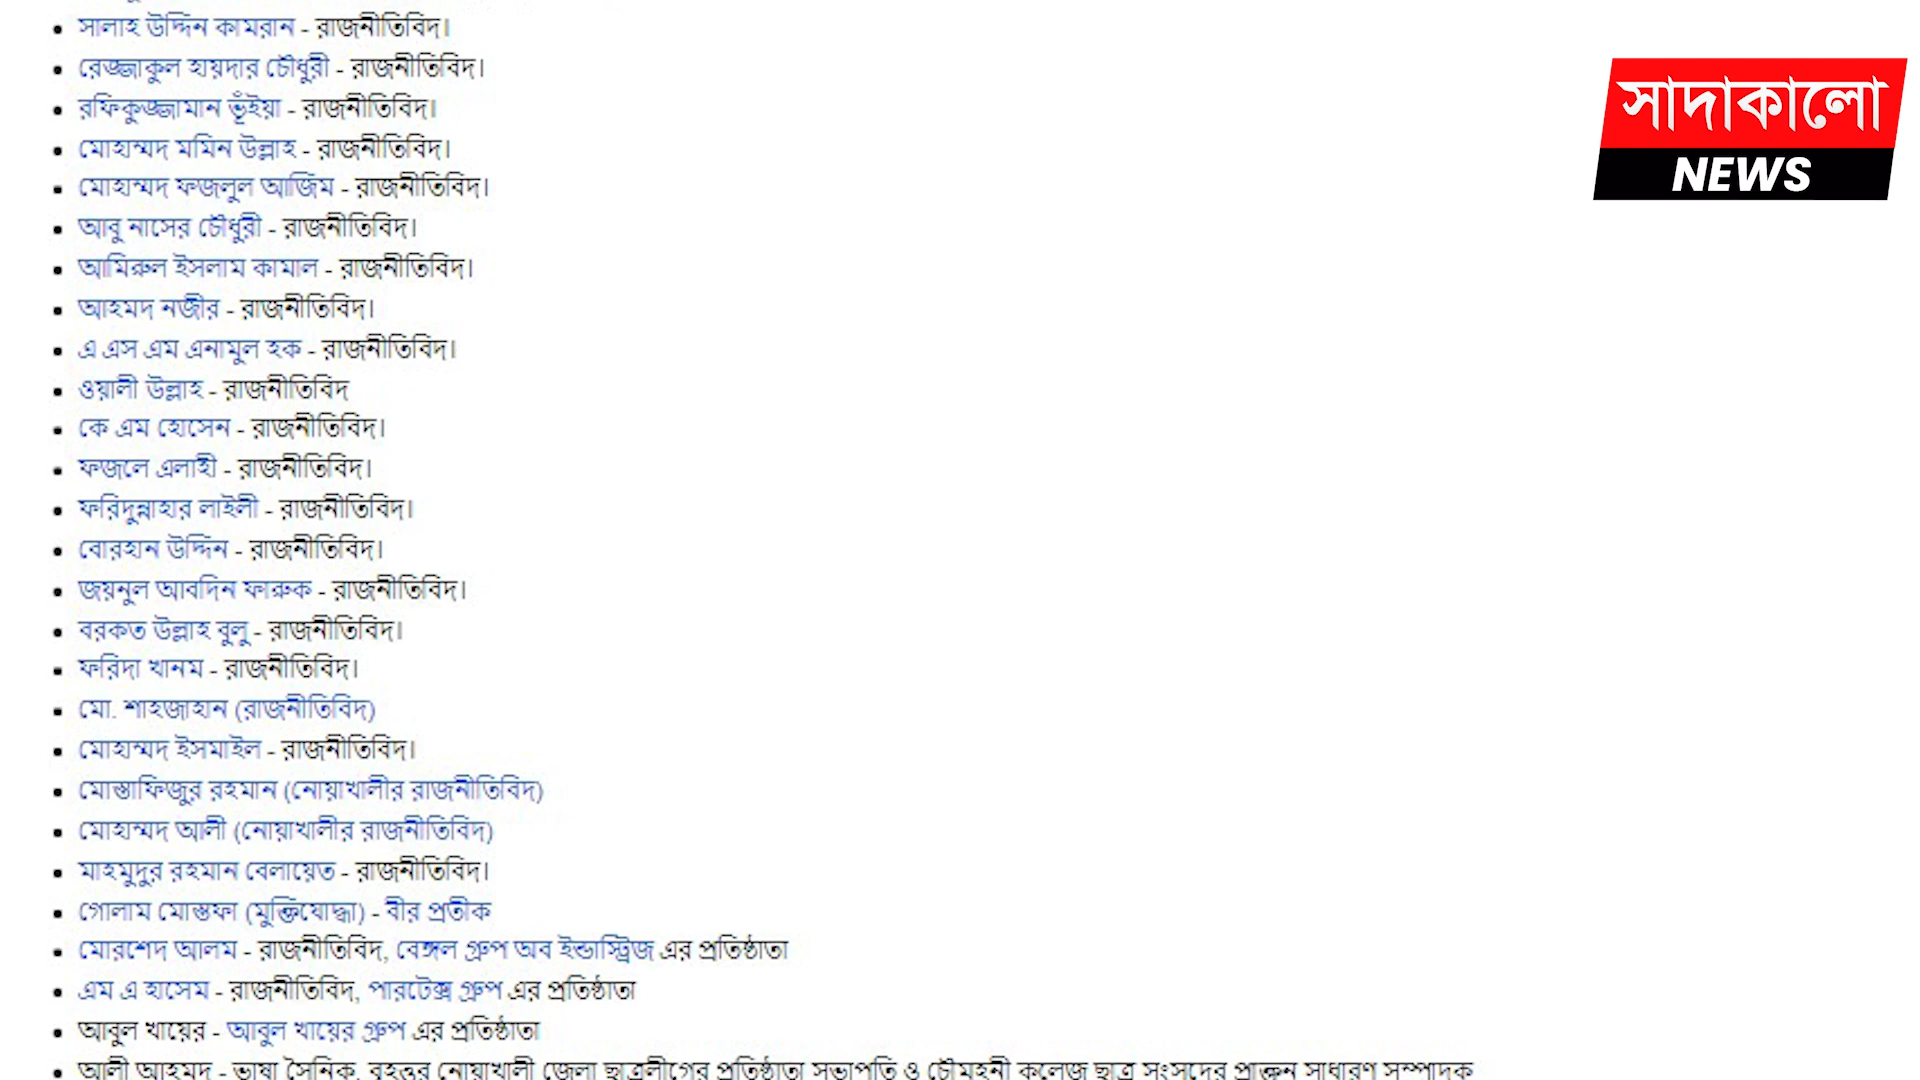 সালাহ উদ্দিন কামরান - রাজনীতিবিদ।
রেজ্জাকুল হায়দার চৌধুরী - রাজনীতিবিদ।
রফিকুজ্জামান ভূঁইয়া - রাজনীতিবিদ।
মোহাম্মদ মমিন উল্লাহ - রাজনীতিবিদ।
মোহাম্মদ ফজলুল আজিম - রাজনীতিবিদ।
আবু নাসের চৌধুরী - রাজনীতিবিদ।
আমিরুল ইসলাম কামাল - রাজনীতিবিদ।
আহমদ নজীর - রাজনীতিবিদ।
এ এস এম এনামুল হক - রাজনীতিবিদ।
ওয়ালী উল্লাহ - রাজনীতিবিদ
কে এম হোসেন - রাজনীতিবিদ।
ফজলে এলাহী - রাজনীতিবিদ।
ফরিদুন্নাহার লাইলী - রাজনীতিবিদ।
বোরহান উদ্দিন - রাজনীতিবিদ।
জয়নুল আবদিন ফারুক - রাজনীতিবিদ।
বরকত উল্লাহ বুলু - রাজনীতিবিদ।
ফরিদা খানম - রাজনীতিবিদ।
মো. শাহজাহান (রাজনীতিবিদ)
মোহাম্মদ ইসমাইল - রাজনীতিবিদ।
মোস্তাফিজুর রহমান (নোয়াখালীর রাজনীতিবিদ)
মোহাম্মদ আলী (নোয়াখালীর রাজনীতিবিদ)
মাহমুদুর রহমান বেলায়েত - রাজনীতিবিদ।
গোলাম মোস্তফা (মুক্তিযোদ্ধা) - বীর প্রতীক
মোরশেদ আলম - রাজনীতিবিদ, বেঙ্গল গ্রুপ অব ইন্ডাস্ট্রিজ এর প্রতিষ্ঠাতা
এম এ হাসেম - রাজনীতিবিদ, পারটেক্স গ্রুপ এর প্রতিষ্ঠাতা
আবুল খায়ের - আবুল খায়ের গ্রুপ এর প্রতিষ্ঠাতা
আলী আহমদ - ভাষা সৈনিক, বৃহত্তর নোয়াখালী জেলা ছাত্রলীগের প্রতিষ্ঠাতা সভাপতি ও চৌমুহনী কলেজ ছাত্র সংসদের প্রাক্তন সাধারণ সম্পাদক
সাদাকালো
NEWS